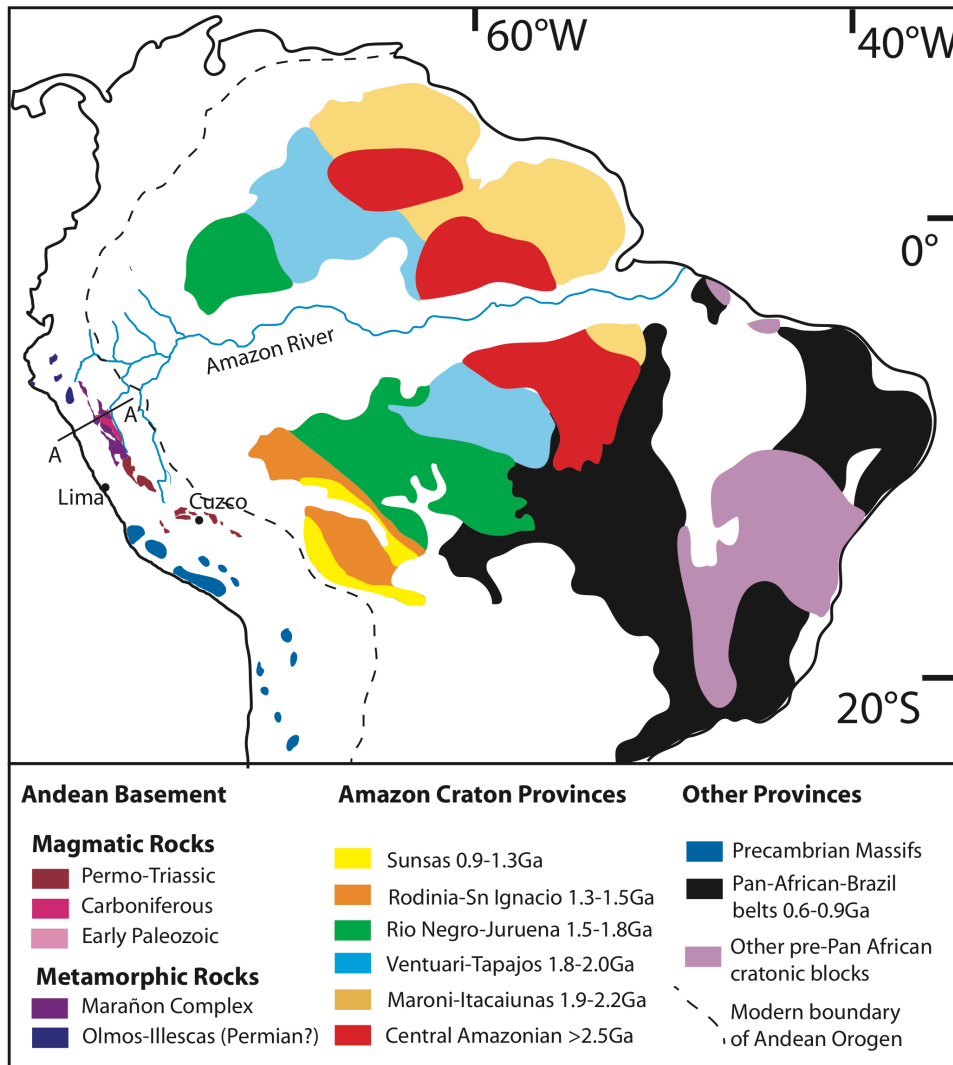 60°W
40°W
0°
Amazon River
A'
A
Lima
Cuzco
20°S
Andean Basement
Magmatic Rocks
Permo-Triassic
Carboniferous
Early Paleozoic
Metamorphic Rocks
Marañon Complex
Olmos-Illescas (Permian?)
Amazon Craton Provinces
Sunsas 0.9-1.3Ga
Rodinia-Sn Ignacio 1.3-1.5Ga
Rio Negro-Juruena 1.5-1.8Ga
Ventuari-Tapajos 1.8-2.0Ga
Maroni-Itacaiunas 1.9-2.2Ga
Central Amazonian >2.5Ga
Other Provinces
Precambrian Massifs
Pan-African-Brazil
belts 0.6-0.9Ga
Other pre-Pan African
cratonic blocks
Modern boundary
of Andean Orogen